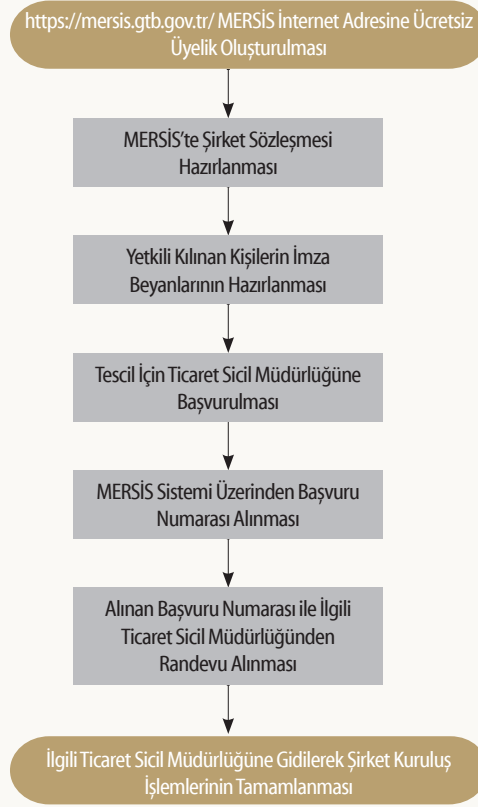 https://mersis.gtb.gov.tr/ MERSİS İnternet Adresine Ücretsiz
Üyelik Oluşturulması
MERSİS’te Şirket Sözleşmesi
Hazırlanması
Yetkili Kılınan Kişilerin İmza
Beyanlarının Hazırlanması
Tescil İçin Ticaret Sicil Müdürlüğüne
Başvurulması
MERSİS Sistemi Üzerinden Başvuru
Numarası Alınması
Alınan Başvuru Numarası ile İlgili
Ticaret Sicil Müdürlüğünden
Randevu Alınması
İlgili Ticaret Sicil Müdürlüğüne Gidilerek Şirket Kuruluş
İşlemlerinin Tamamlanması